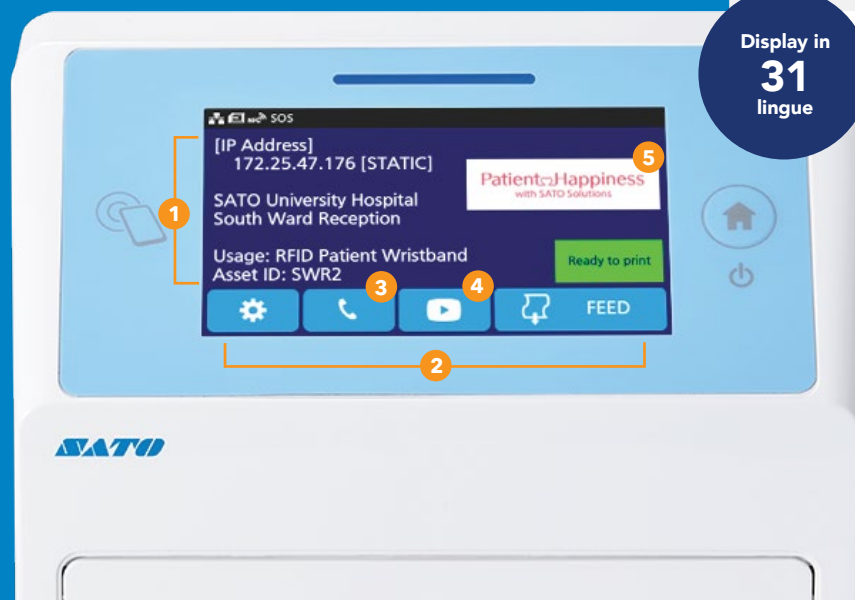 Display in
31
lingue
SOS
[IP Address]
172.25.47.176 [STATIC]
5
Patient Happiness
with SATO Solutions
SATO University Hospital
South Ward Reception
1
Usage: RFID Patient Wristband
Asset ID: SWR2
Ready to print
3
4
FEED
2
SATO